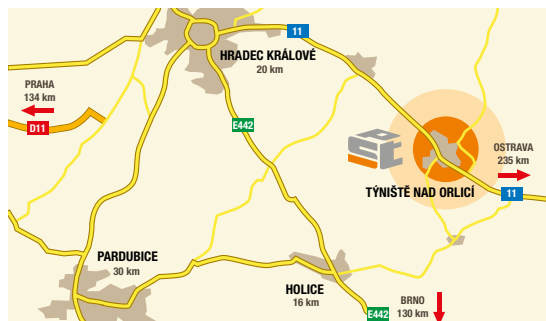 11
HRADEC KRÁLOVÉ
20 km
PRAHA
134 km
D11
E442
OSTRAVA
235 km
TÝNIŠTĚ NAD ORLICÍ
11
PARDUBICE
30 km
HOLICE
16 km
BRNO
130 km
E442